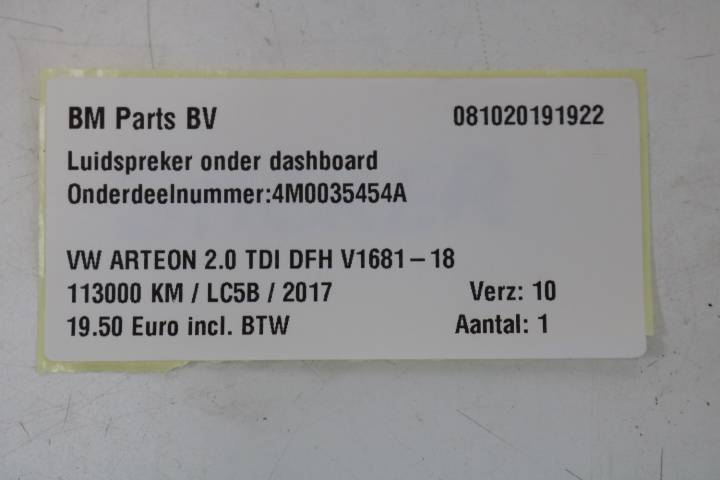 BM Parts BV 081020191922
Luidspreker onder dashboard
Onderdeelnummer:4M0035454A
VW ARTEON 2.0 TDI DFH V1681-18
113000 KM / LC5B / 2017 Verz: 10
19.50 Euro incl. BTW Aantal: 1